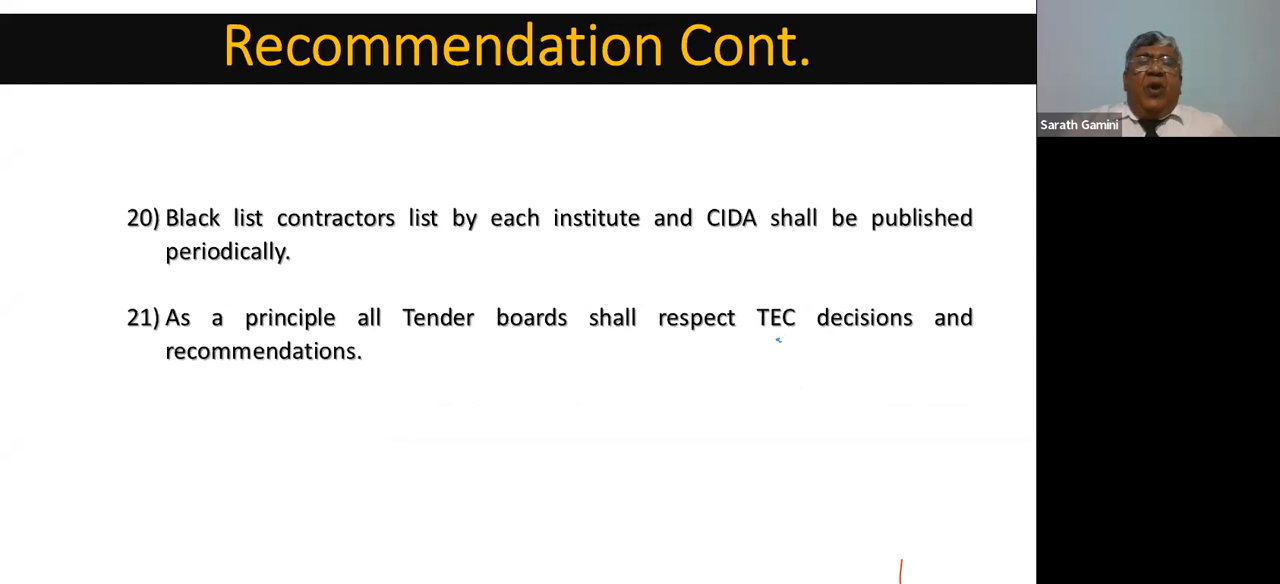 Recommendation Cont.
Sarath Gamini
20) Black list contractors list by each institute and CIDA shall be published
periodically.
21) As a principle all Tender boards shall respect TEC decisions and
recommendations.